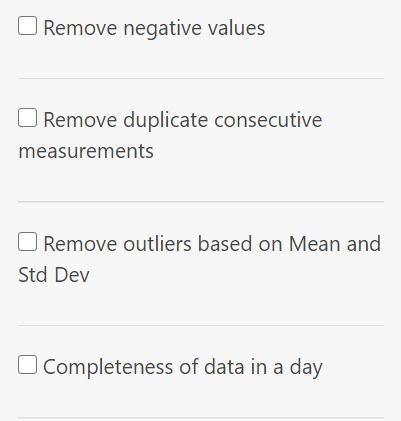 Remove negative values
Remove duplicate consecutive
measurements
Remove outliers based on Mean and
Std Dev
Completeness of data in a day